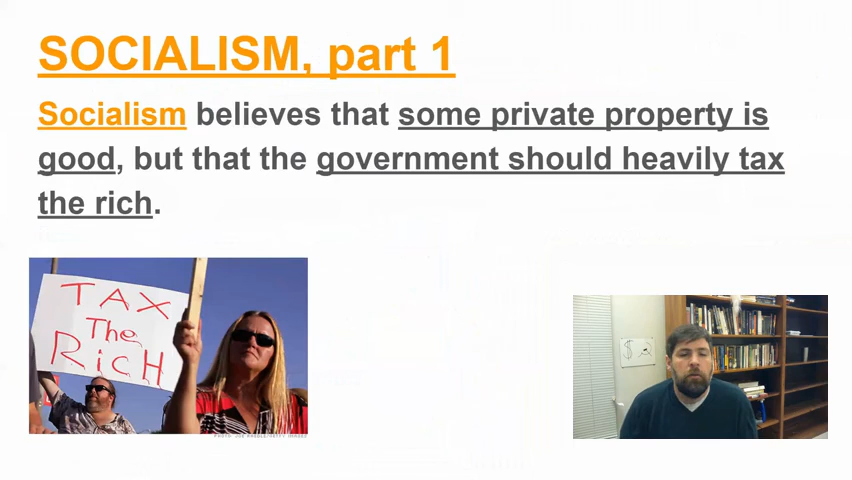 SOCIALISM, part 1
Socialism believes that some private property is
good, but that the government should heavily tax
the rich.
TAX
The
RiCH